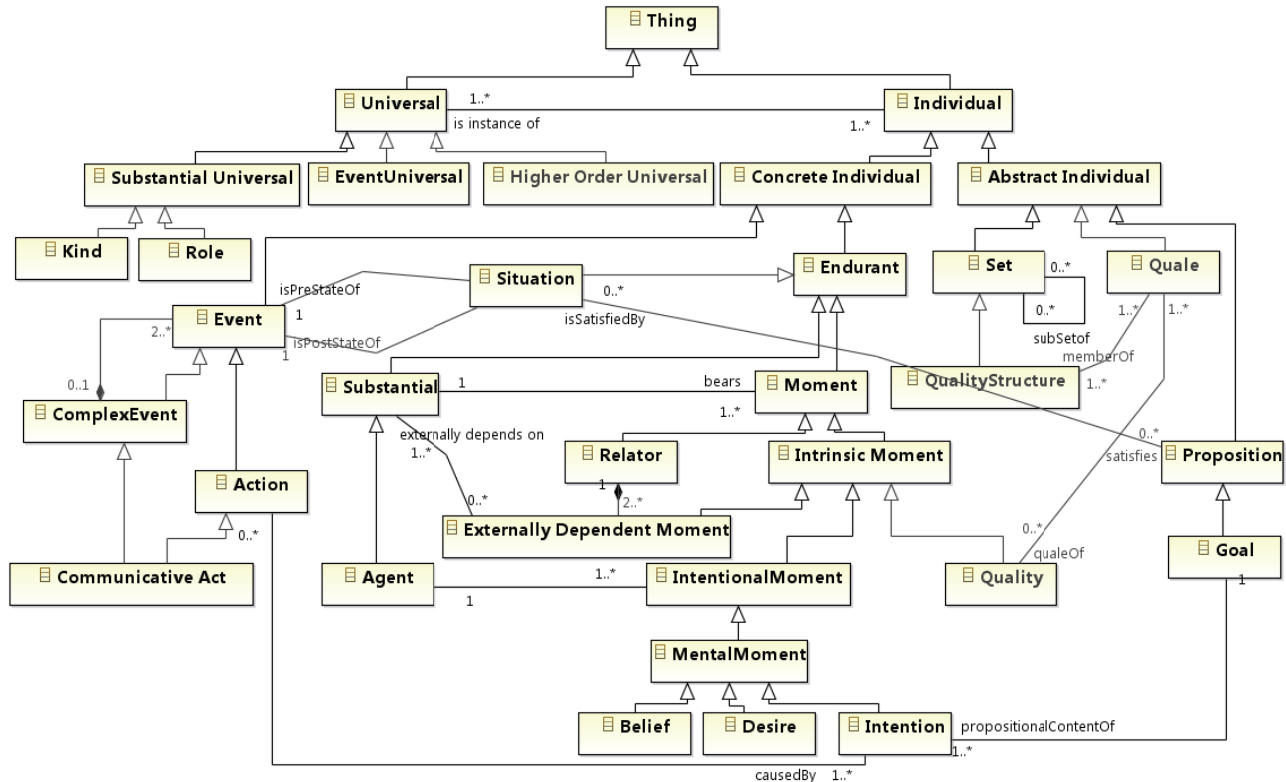 Thing
Universal
1..*
is instance of
1..*
Individual
Substantial Universal
EventUniversal
Higher Order Universal
Concrete Individual
Abstract Individual
Kind
Role
Situation
Endurant
Set
0..*
Quale
isPreStateOf
0..*
1
Event
2..*
isPostStateOf
1
isSatisfiedBy
0..*
subSetof
1..*
1..*
memberOf
0..1
ComplexEvent
Substantial
1
bears
Moment
1..*
QualityStructure
1..*
externally depends on
1..*
Relator
1
Intrinsic Moment
0..*
satisfies
Proposition
Action
0..*
2..*
Externally Dependent Moment
0..*
0..*
qualeOf
Goal
1
Communicative Act
Agent
1
1..*
IntentionalMoment
Quality
MentalMoment
Belief
Desire
Intention
propositionalContentOf
1..*
causedBy
1..*